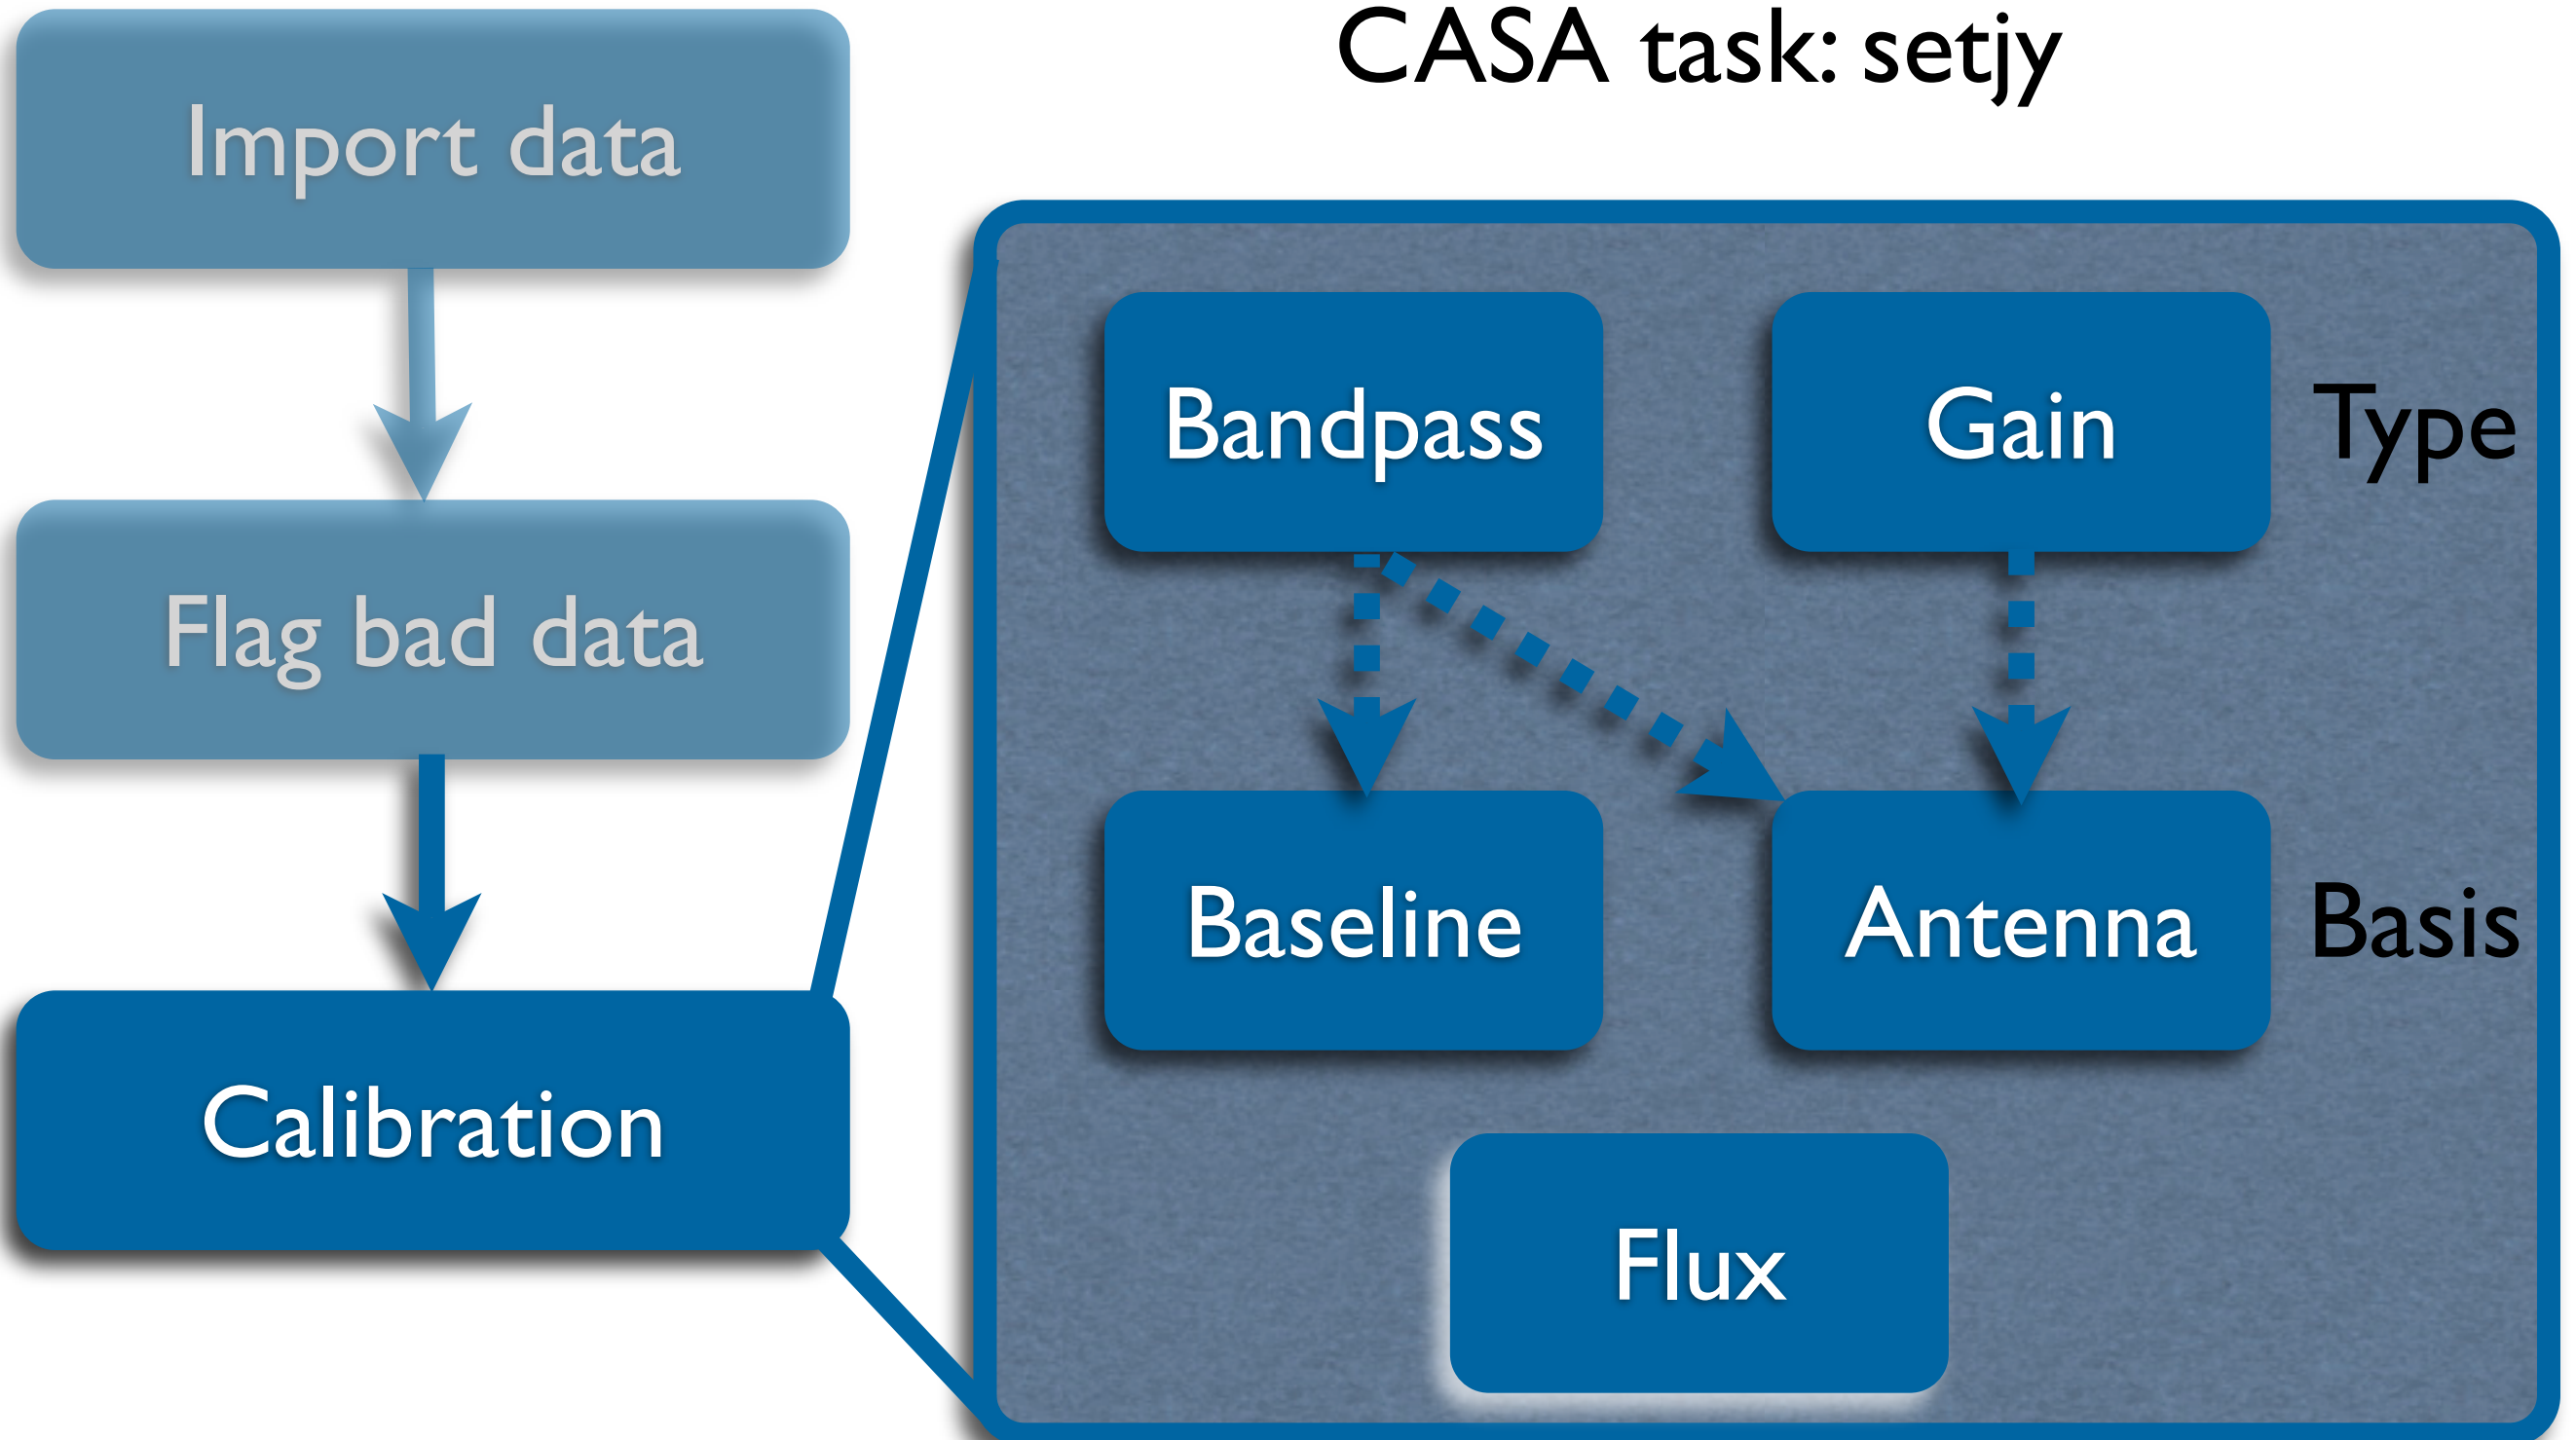 CASA task: setjy
Import data
Flag bad data
Calibration
Bandpass
Gain
Type
Baseline
Antenna
Basis
Flux